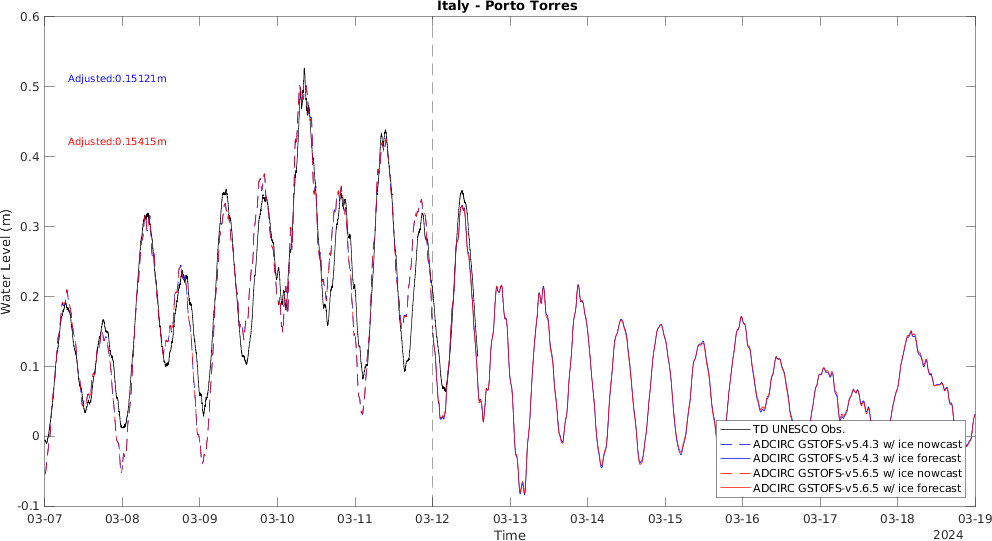 Italy - Porto Torres
Adjusted:0.15121m
Adjusted:0.15415m
Water Level (m)
0.6
0.5
0.4
0.3
0.2
0.1
0
-0.1
TD UNESCO Obs.
ADCIRC GSTOFS-v5.4.3 w/ ice nowcast
ADCIRC GSTOFS-v5.4.3 w/ ice forecast
ADCIRC GSTOFS-v5.6.5 w/ ice nowcast
ADCIRC GSTOFS-v5.6.5 w/ ice forecast
03-07 03-08 03-09 03-10 03-11 03-12 03-13 03-14 03-15 03-16 03-17 03-18 03-19
Time
2024